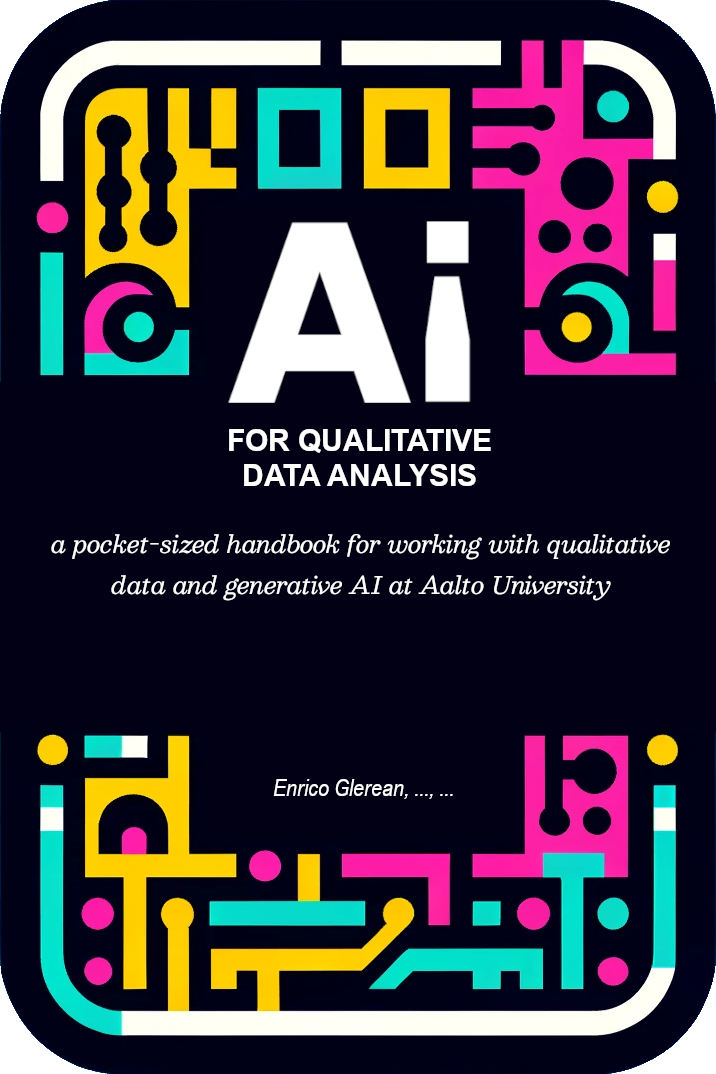 Ai
FOR QUALITATIVE
DATA ANALYSIS
a pocket-sized handbook for working with qualitative
data and generative AI at Aalto University
Enrico Glerean, ..., ...